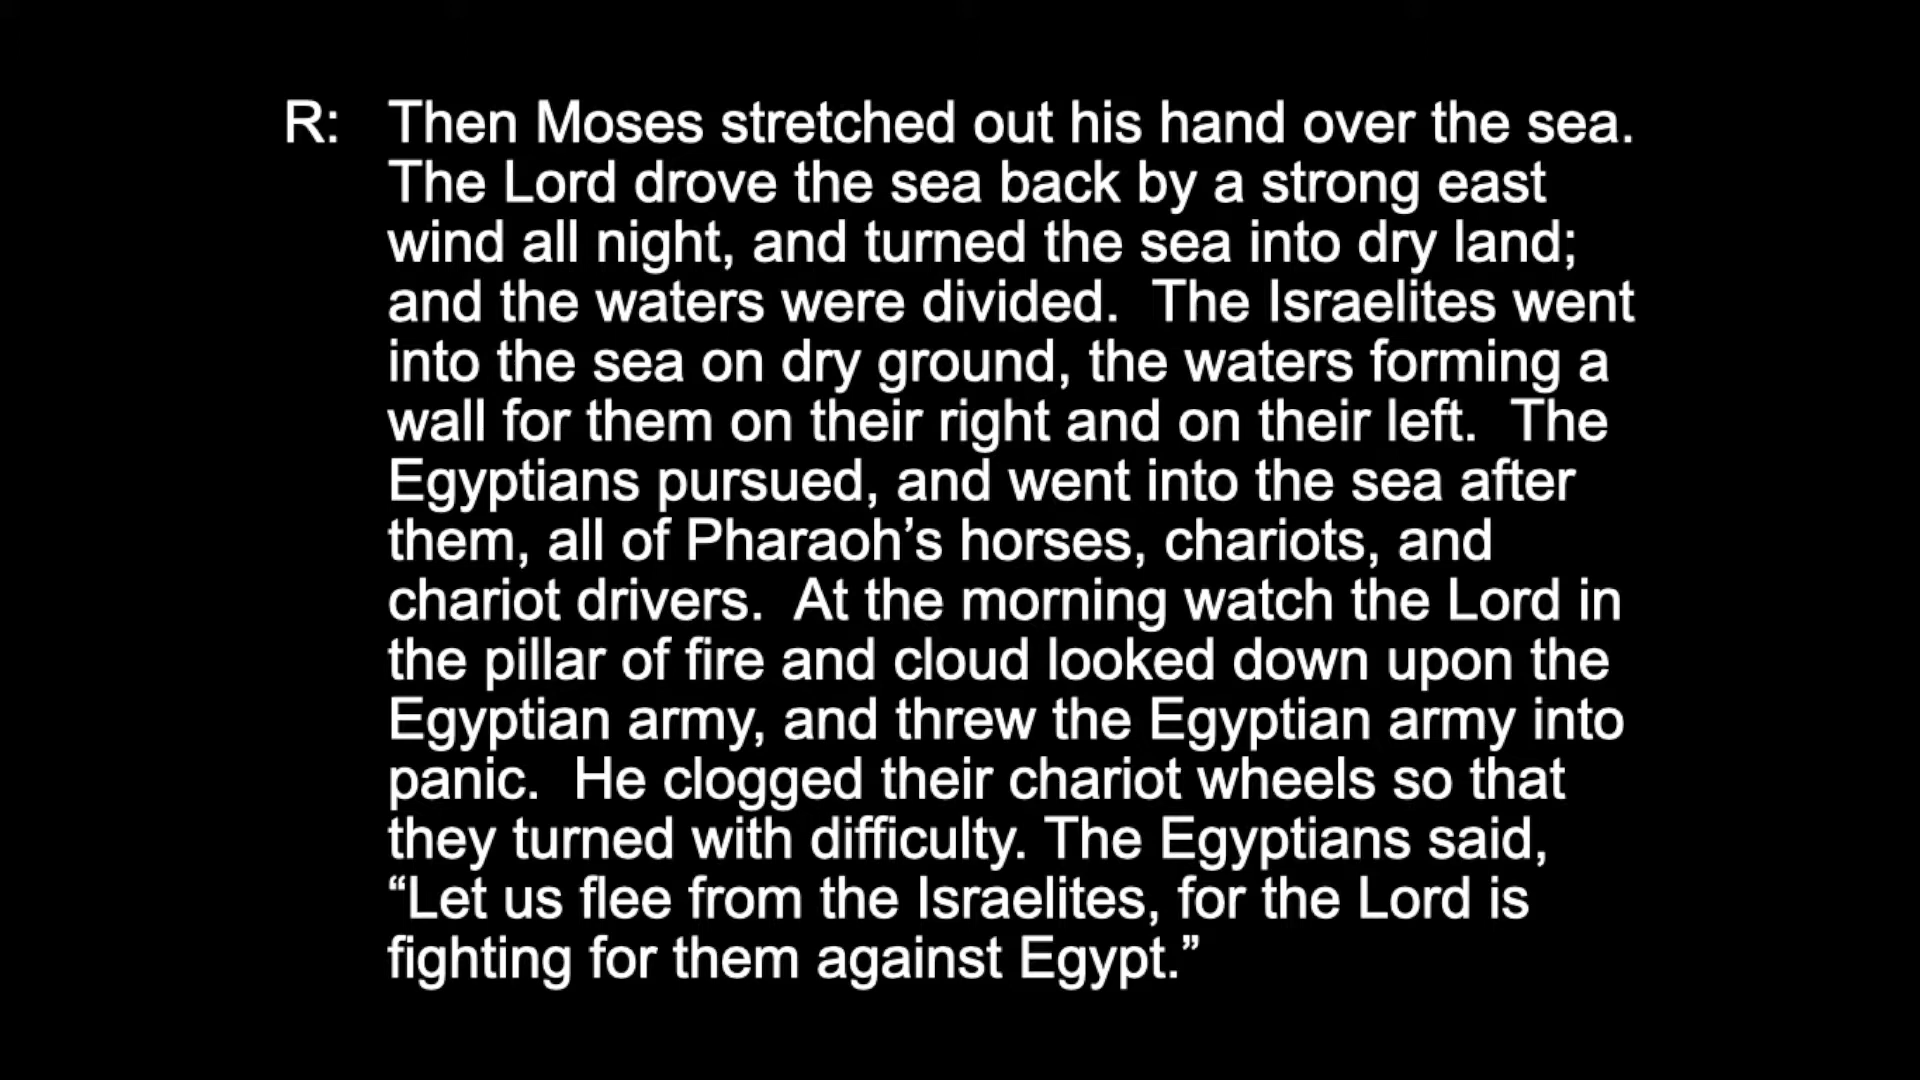 R: Then Moses stretched out his hand over the sea.
The Lord drove the sea back by a strong east
wind all night, and turned the sea into dry land;
and the waters were divided.  The Israelites went
into the sea on dry ground, the waters forming a
wall for them on their right and on their left.  The
Egyptians pursued, and went into the sea after
them, all of Pharaoh’s horses, chariots, and
chariot drivers.  At the morning watch the Lord in
the pillar of fire and cloud looked down upon the
Egyptian army, and threw the Egyptian army into
panic.  He clogged their chariot wheels so that
they turned with difficulty. The Egyptians said,
“Let us flee from the Israelites, for the Lord is
fighting for them against Egypt.”